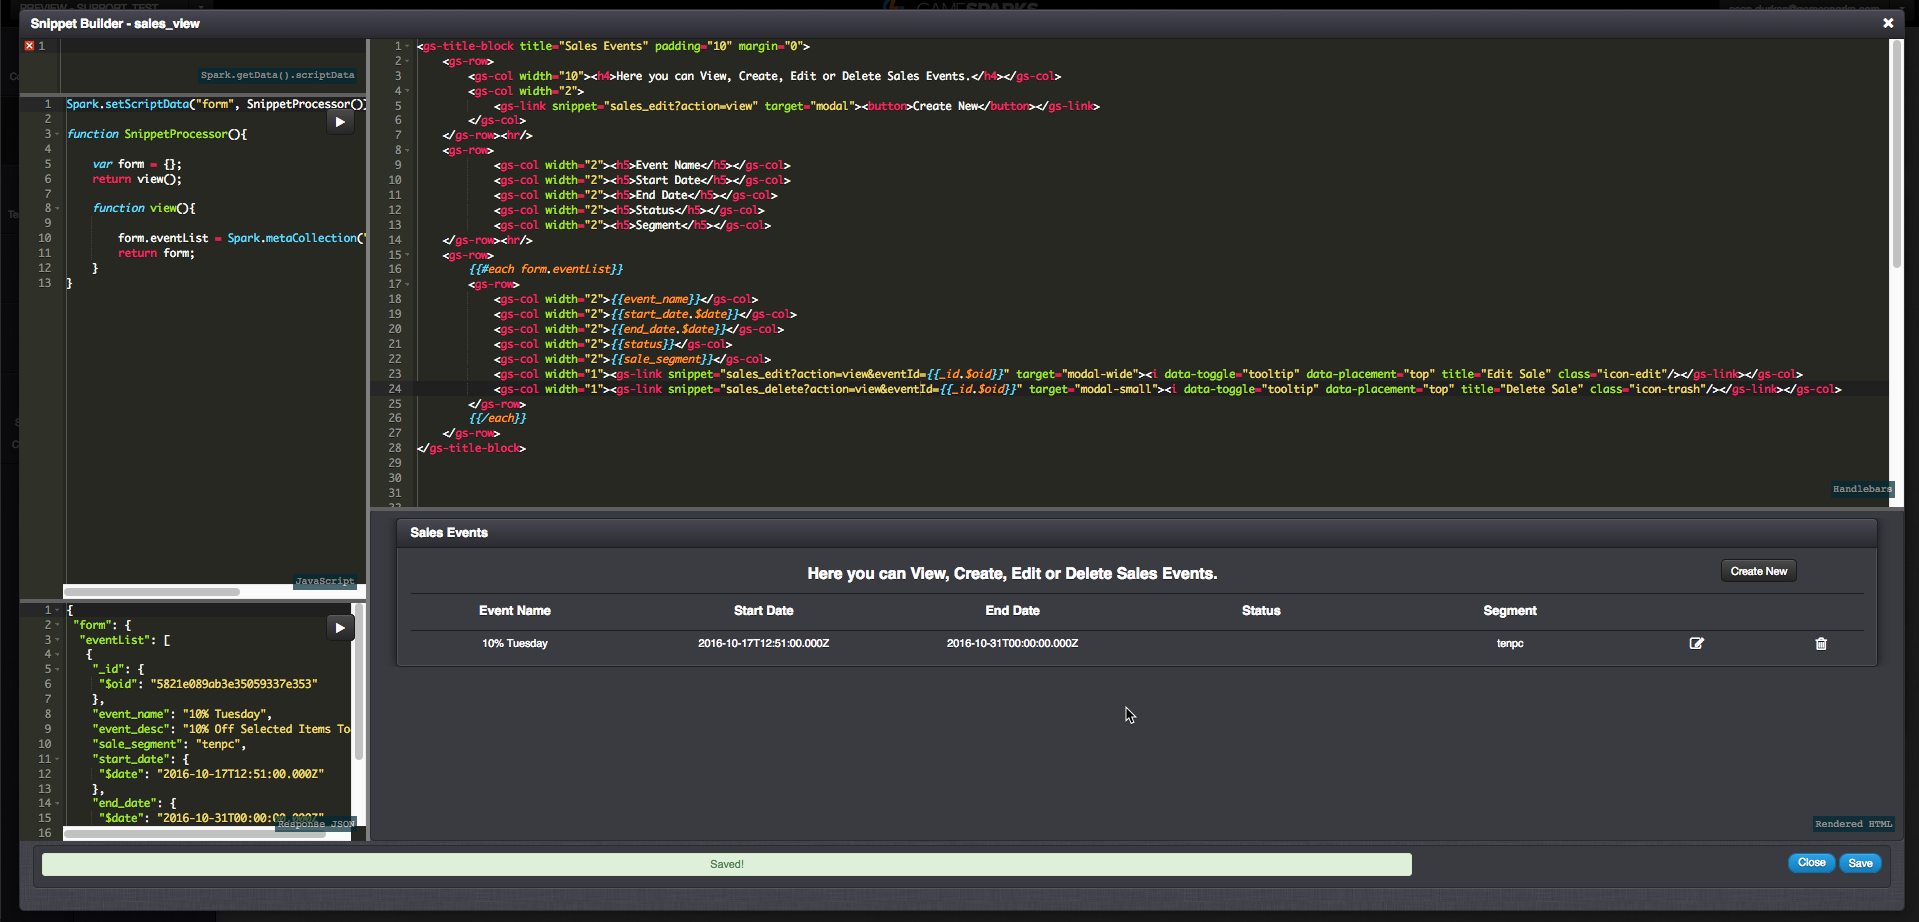 PREVIEW - SUPPORT_TEST
GAMESPARKS
Snippet Builder - sales_view
1
Spark.getData().scriptData
1 Spark.setScriptData("form", SnippetProcessor()
2
3 function SnippetProcessor(){
4
5 var form = {};
6 return view();
7
8 function view(){
9
10 form.eventList = Spark.metaCollection("
11 return form;
12 }
13 }
JavaScript
1 {
2 "form": {
3 "eventList": [
4 {
5 "_id": {
6 "$oid": "5821e089ab3e35059337e353"
7 },
8 "event_name": "10% Tuesday",
9 "event_desc": "10% Off Selected Items To
10 "sale_segment": "tenpc",
11 "start_date": {
12 "$date": "2016-10-17T12:51:00.000Z"
13 },
14 "end_date": {
15 "$date": "2016-10-31T00:00:00.000Z"
16
Response JSON
1 <gs-title-block title="Sales Events" padding="10" margin="0">
2 <gs-row>
3 <gs-col width="10"><h4>Here you can View, Create, Edit or Delete Sales Events.</h4></gs-col>
4 <gs-col width="2">
5 <gs-link snippet="sales_edit?action=view" target="modal"><button>Create New</button></gs-link>
6 </gs-col>
7 </gs-row><hr/>
8 <gs-row>
9 <gs-col width="2"><h5>Event Name</h5></gs-col>
10 <gs-col width="2"><h5>Start Date</h5></gs-col>
11 <gs-col width="2"><h5>End Date</h5></gs-col>
12 <gs-col width="2"><h5>Status</h5></gs-col>
13 <gs-col width="2"><h5>Segment</h5></gs-col>
14 </gs-row><hr/>
15 <gs-row>
16 {{#each form.eventList}}
17 <gs-row>
18 <gs-col width="2">{{event_name}}</gs-col>
19 <gs-col width="2">{{start_date.$date}}</gs-col>
20 <gs-col width="2">{{end_date.$date}}</gs-col>
21 <gs-col width="2">{{status}}</gs-col>
22 <gs-col width="2">{{sale_segment}}</gs-col>
23 <gs-col width="1"><gs-link snippet="sales_edit?action=view&eventId={{_id.$oid}}" target="modal-wide"><i data-toggle="tooltip" data-placement="top" title="Edit Sale" class="icon-edit"/></gs-link></gs-col>
24 <gs-col width="1"><gs-link snippet="sales_delete?action=view&eventId={{_id.$oid}}" target="modal-small"><i data-toggle="tooltip" data-placement="top" title="Delete Sale" class="icon-trash"/></gs-link></gs-col>
25 </gs-row>
26 {{/each}}
27 </gs-row>
28 </gs-title-block>
29
30
31
Handlebars
Sales Events
Here you can View, Create, Edit or Delete Sales Events.
Create New
Event Name Start Date End Date Status Segment
10% Tuesday 2016-10-17T12:51:00.000Z 2016-10-31T00:00:00.000Z tenpc
Rendered HTML
Saved!
Close Save